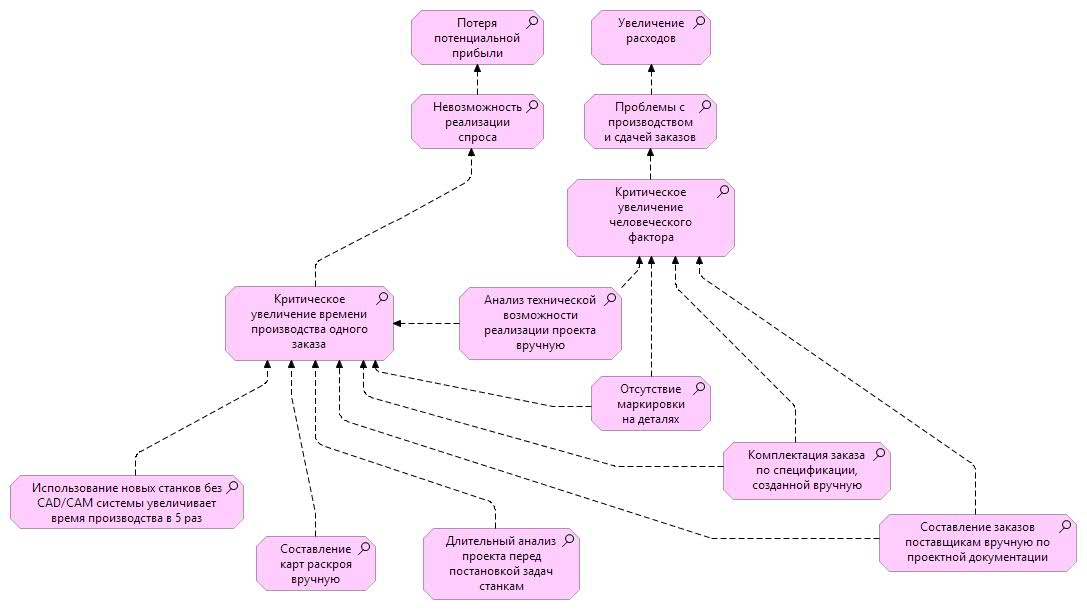 Потеря
потенциальной
прибыли
Увеличение
расходов
Невозможность
реализации
спроса
Проблемы с
производством
и сдачей заказов
Критическое
увеличение
человеческого
фактора
Критическое
увеличение времени
производства одного
заказа
Анализ технической
возможности
реализации проекта
вручную
Отсутствие
маркировки
на деталях
Комплектация заказа
по спецификации,
созданной вручную
Использование новых станков без
CAD/CAM системы увеличивает
время производства в 5 раз
Составление
карт раскроя
вручную
Длительный анализ
проекта перед
постановкой задач
станкам
Составление заказов
поставщикам вручную по
проектной документации